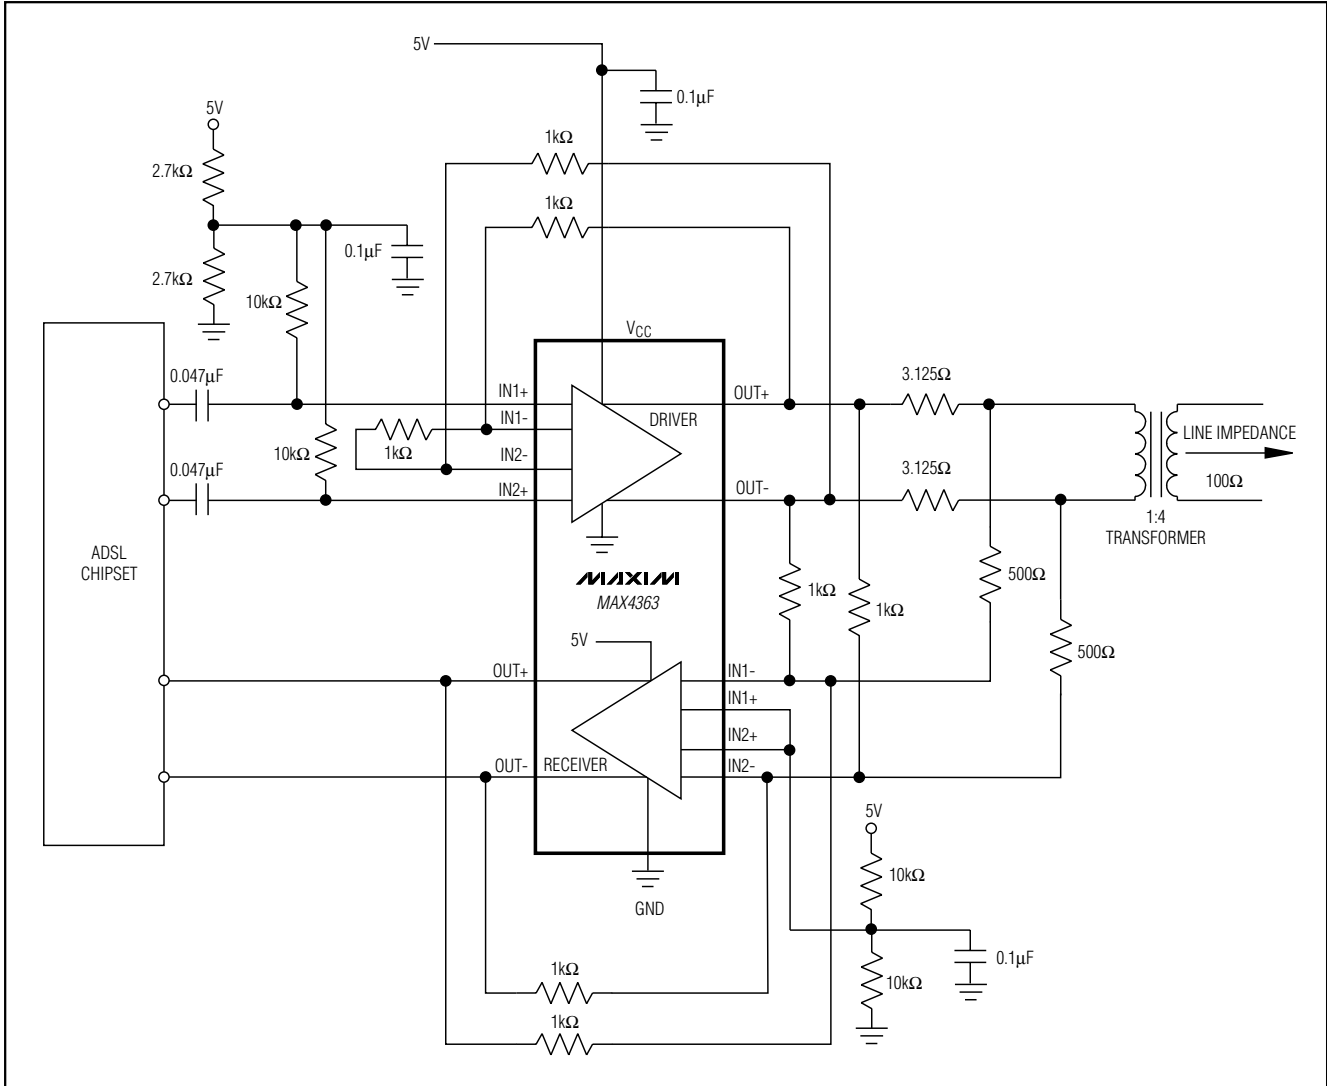 5V
0.1μF
5V
1kΩ
2.7kΩ
1kΩ
0.1μF
2.7kΩ
10kΩ
VCC
0.047μF
3.125Ω
IN1+
OUT+
IN1-
DRIVER
LINE IMPEDANCE
1kΩ
10kΩ
IN2-
3.125Ω
0.047μF
100Ω
IN2+
OUT-
1:4
TRANSFORMER
ADSL
CHIPSET
MAXIM
MAX4363
1kΩ
1kΩ
500Ω
5V
500Ω
OUT+
IN1-
IN1+
IN2+
OUT-
RECEIVER
IN2-
5V
10kΩ
GND
0.1μF
1kΩ
10kΩ
1kΩ